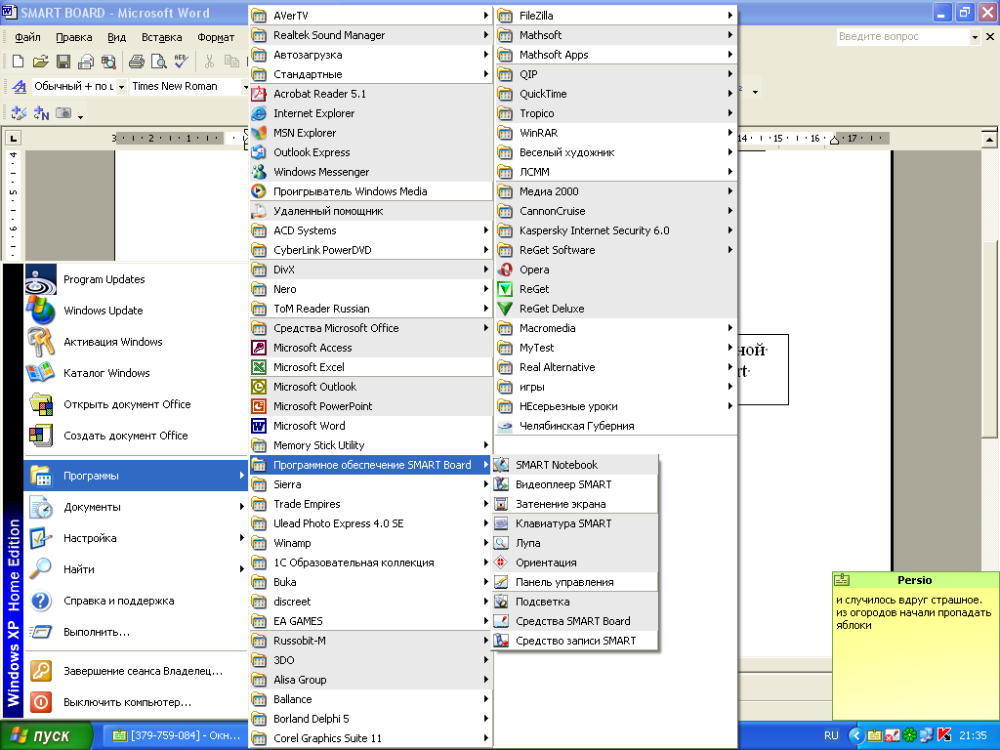 SMART BOARD - Microsoft Word
Файл Правка Вид Вставка Формат
Введите вопрос
Обычный + по ц Times New Roman
3 2 1 14 15 16 17
4
5
6
AVerTV
Realtek Sound Manager
Автозагрузка
Стандартные
Acrobat Reader 5.1
Internet Explorer
MSN Explorer
Outlook Express
Windows Messenger
Проигрыватель Windows Media
Удаленный помощник
ACD Systems
CyberLink PowerDVD
DivX
Nero
ToM Reader Russian
Средства Microsoft Office
Microsoft Access
Microsoft Excel
Microsoft Outlook
Microsoft PowerPoint
Microsoft Word
Memory Stick Utility
Программное обеспечение SMART Board
Sierra
Trade Empires
Ulead Photo Express 4.0 SE
Winamp
1С Образовательная коллекция
Buka
discreet
EA GAMES
Russobit-M
3DO
Alisa Group
Ballance
Borland Delphi 5
Corel Graphics Suite 11
FileZilla
Mathsoft
Mathsoft Apps
QIP
QuickTime
Tropico
WinRAR
Веселый художник
ЛСММ
Медиа 2000
CannonCruise
Kaspersky Internet Security 6.0
ReGet Software
Opera
ReGet
ReGet Deluxe
Macromedia
MyTest
Real Alternative
игры
НЕсерьезные уроки
Челябинская Губерния
SMART Notebook
Видеоплеер SMART
Затенение экрана
Клавиатура SMART
Лупа
Ориентация
Панель управления
Подсветка
Средства SMART Board
Средство записи SMART
Program Updates
Windows Update
Активация Windows
Каталог Windows
Открыть документ Office
Создать документ Office
Программы
Документы
Настройка
Найти
Справка и поддержка
Выполнить...
Завершение сеанса Владелец...
Выключить компьютер...
Windows XP Home Edition
ной
rt
Persio
и случилось вдруг страшное.
из огородов начали пропадать
яблоки
пуск [379-759-084] - Окн... RU 21:35